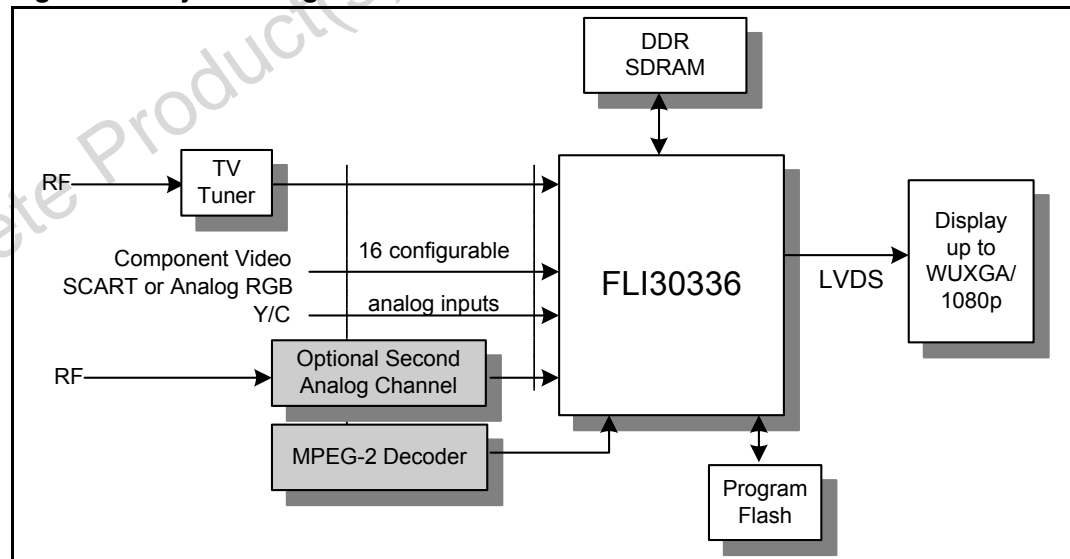 DDR
SDRAM
RF
TV
Tuner
Component Video
SCART or Analog RGB
Y/C
16 configurable
analog inputs
FLI30336
LVDS
Display
up to
WUXGA/
1080p
RF
Optional Second
Analog Channel
MPEG-2 Decoder
Program
Flash